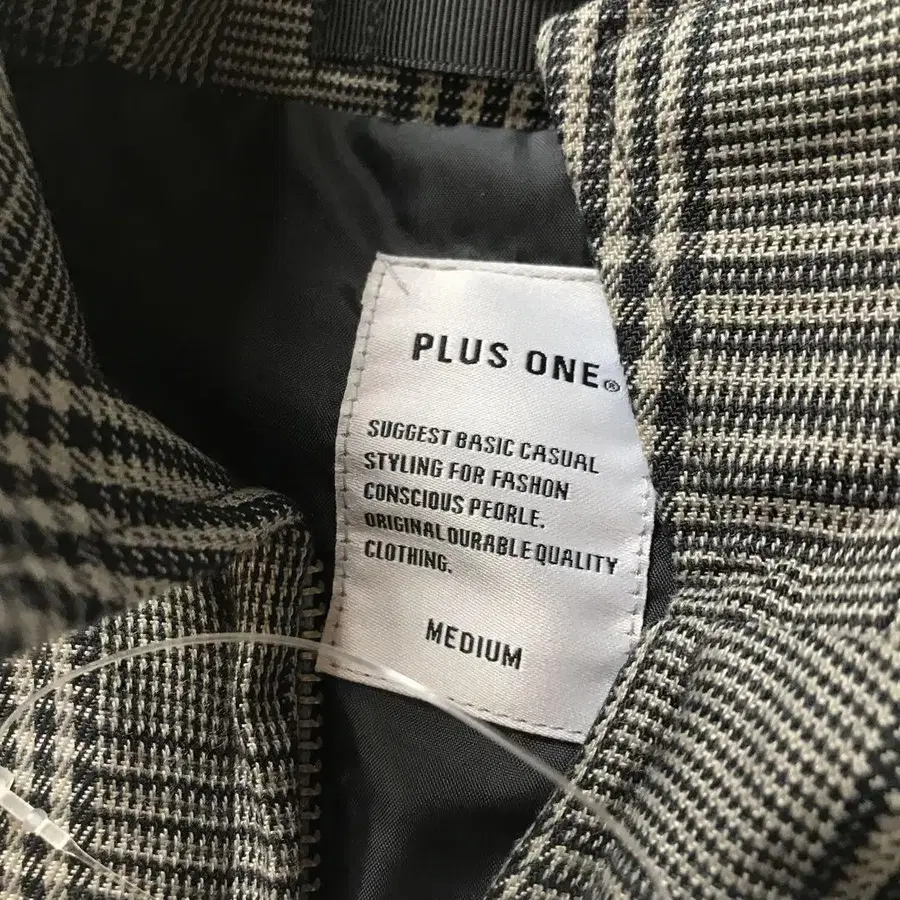 PLUS ONE®
SUGGEST BASIC CASUAL
STYLING FOR FASHON
CONSCIOUS PEORLE.
ORIGINAL DURABLE QUALITY
CLOTHING.
MEDIUM